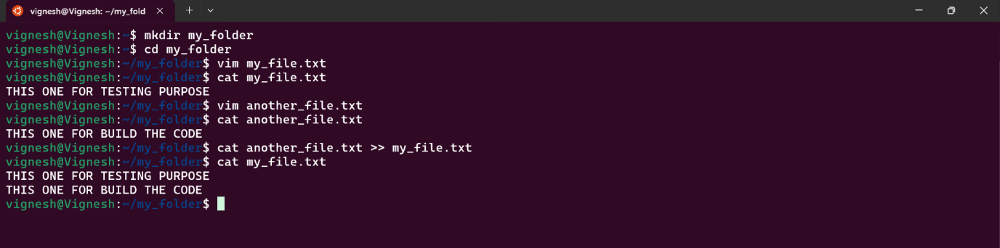 vignesh@Vignesh: ~/my_fold
vignesh@Vignesh:~$ mkdir my_folder
vignesh@Vignesh:~$ cd my_folder
vignesh@Vignesh:~/my_folder$ vim my_file.txt
vignesh@Vignesh:~/my_folder$ cat my_file.txt
THIS ONE FOR TESTING PURPOSE
vignesh@Vignesh:~/my_folder$ vim another_file.txt
vignesh@Vignesh:~/my_folder$ cat another_file.txt
THIS ONE FOR BUILD THE CODE
vignesh@Vignesh:~/my_folder$ cat another_file.txt >> my_file.txt
vignesh@Vignesh:~/my_folder$ cat my_file.txt
THIS ONE FOR TESTING PURPOSE
THIS ONE FOR BUILD THE CODE
vignesh@Vignesh:~/my_folder$